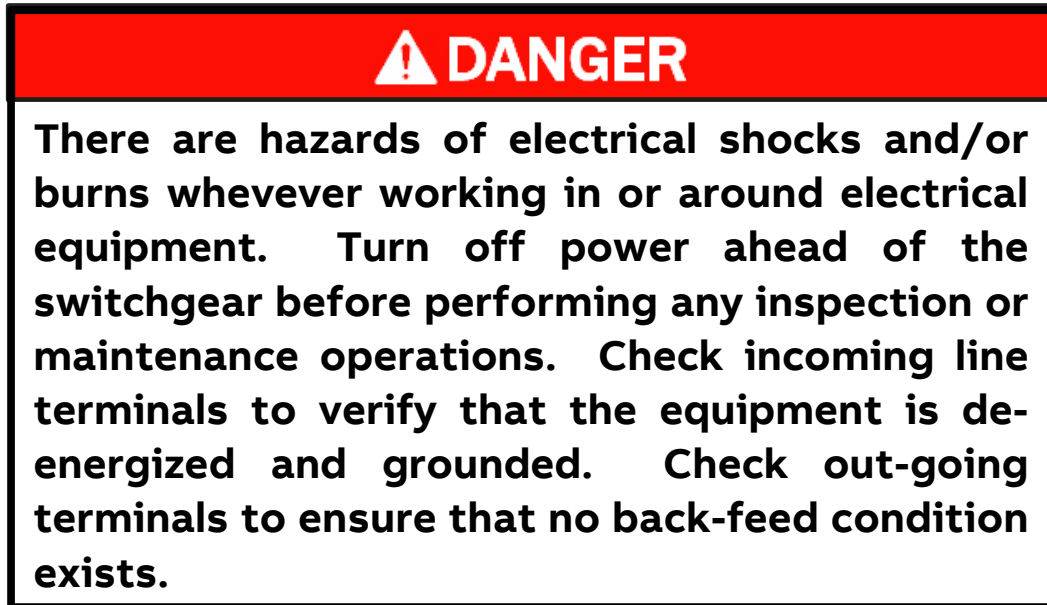 DANGER
There are hazards of electrical shocks and/or
burns whevever working in or around electrical
equipment. Turn off power ahead of the
switchgear before performing any inspection or
maintenance operations. Check incoming line
terminals to verify that the equipment is de-
energized and grounded. Check out-going
terminals to ensure that no back-feed condition
exists.